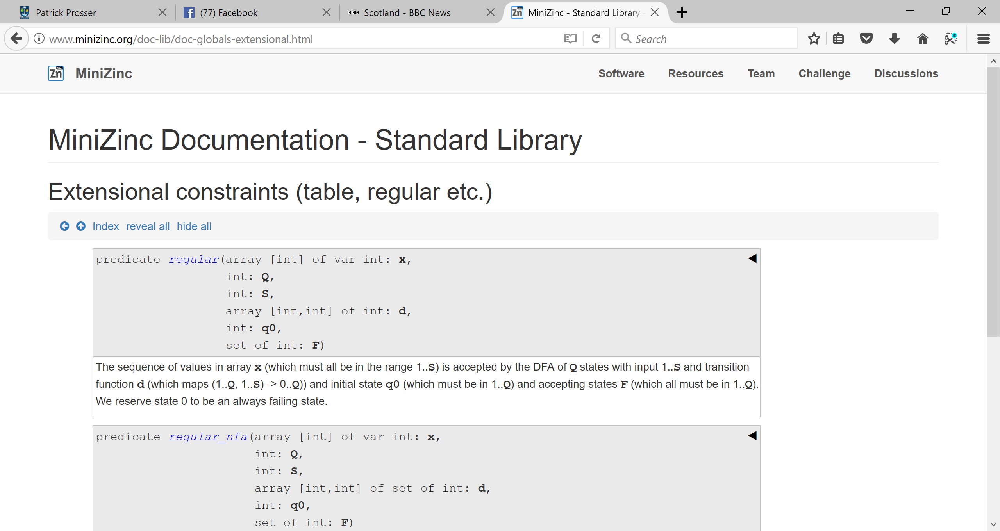 Patrick Prosser
(77) Facebook
BBC Scotland - BBC News
Zn MiniZinc - Standard Library -
www.minizinc.org/doc-lib/doc-globals-extensional.html
Search
Zn Mini MiniZinc
Software Resources Team Challenge Discussions
MiniZinc Documentation - Standard Library
Extensional constraints (table, regular etc.)
Index reveal all hide all
predicate regular(array [int] of var int: x,
int: Q,
int: S,
array [int,int] of int: d,
int: q0,
set of int: F)
The sequence of values in array x (which must all be in the range 1..S) is accepted by the DFA of Q states with input 1..S and transition
function d (which maps (1..Q, 1..S) -> 0..Q)) and initial state q0 (which must be in 1..Q) and accepting states F (which all must be in 1..Q).
We reserve state 0 to be an always failing state.
predicate regular_nfa(array [int] of var int: x,
int: Q,
int: S,
array [int,int] of set of int: d,
int: q0,
set of int: F)